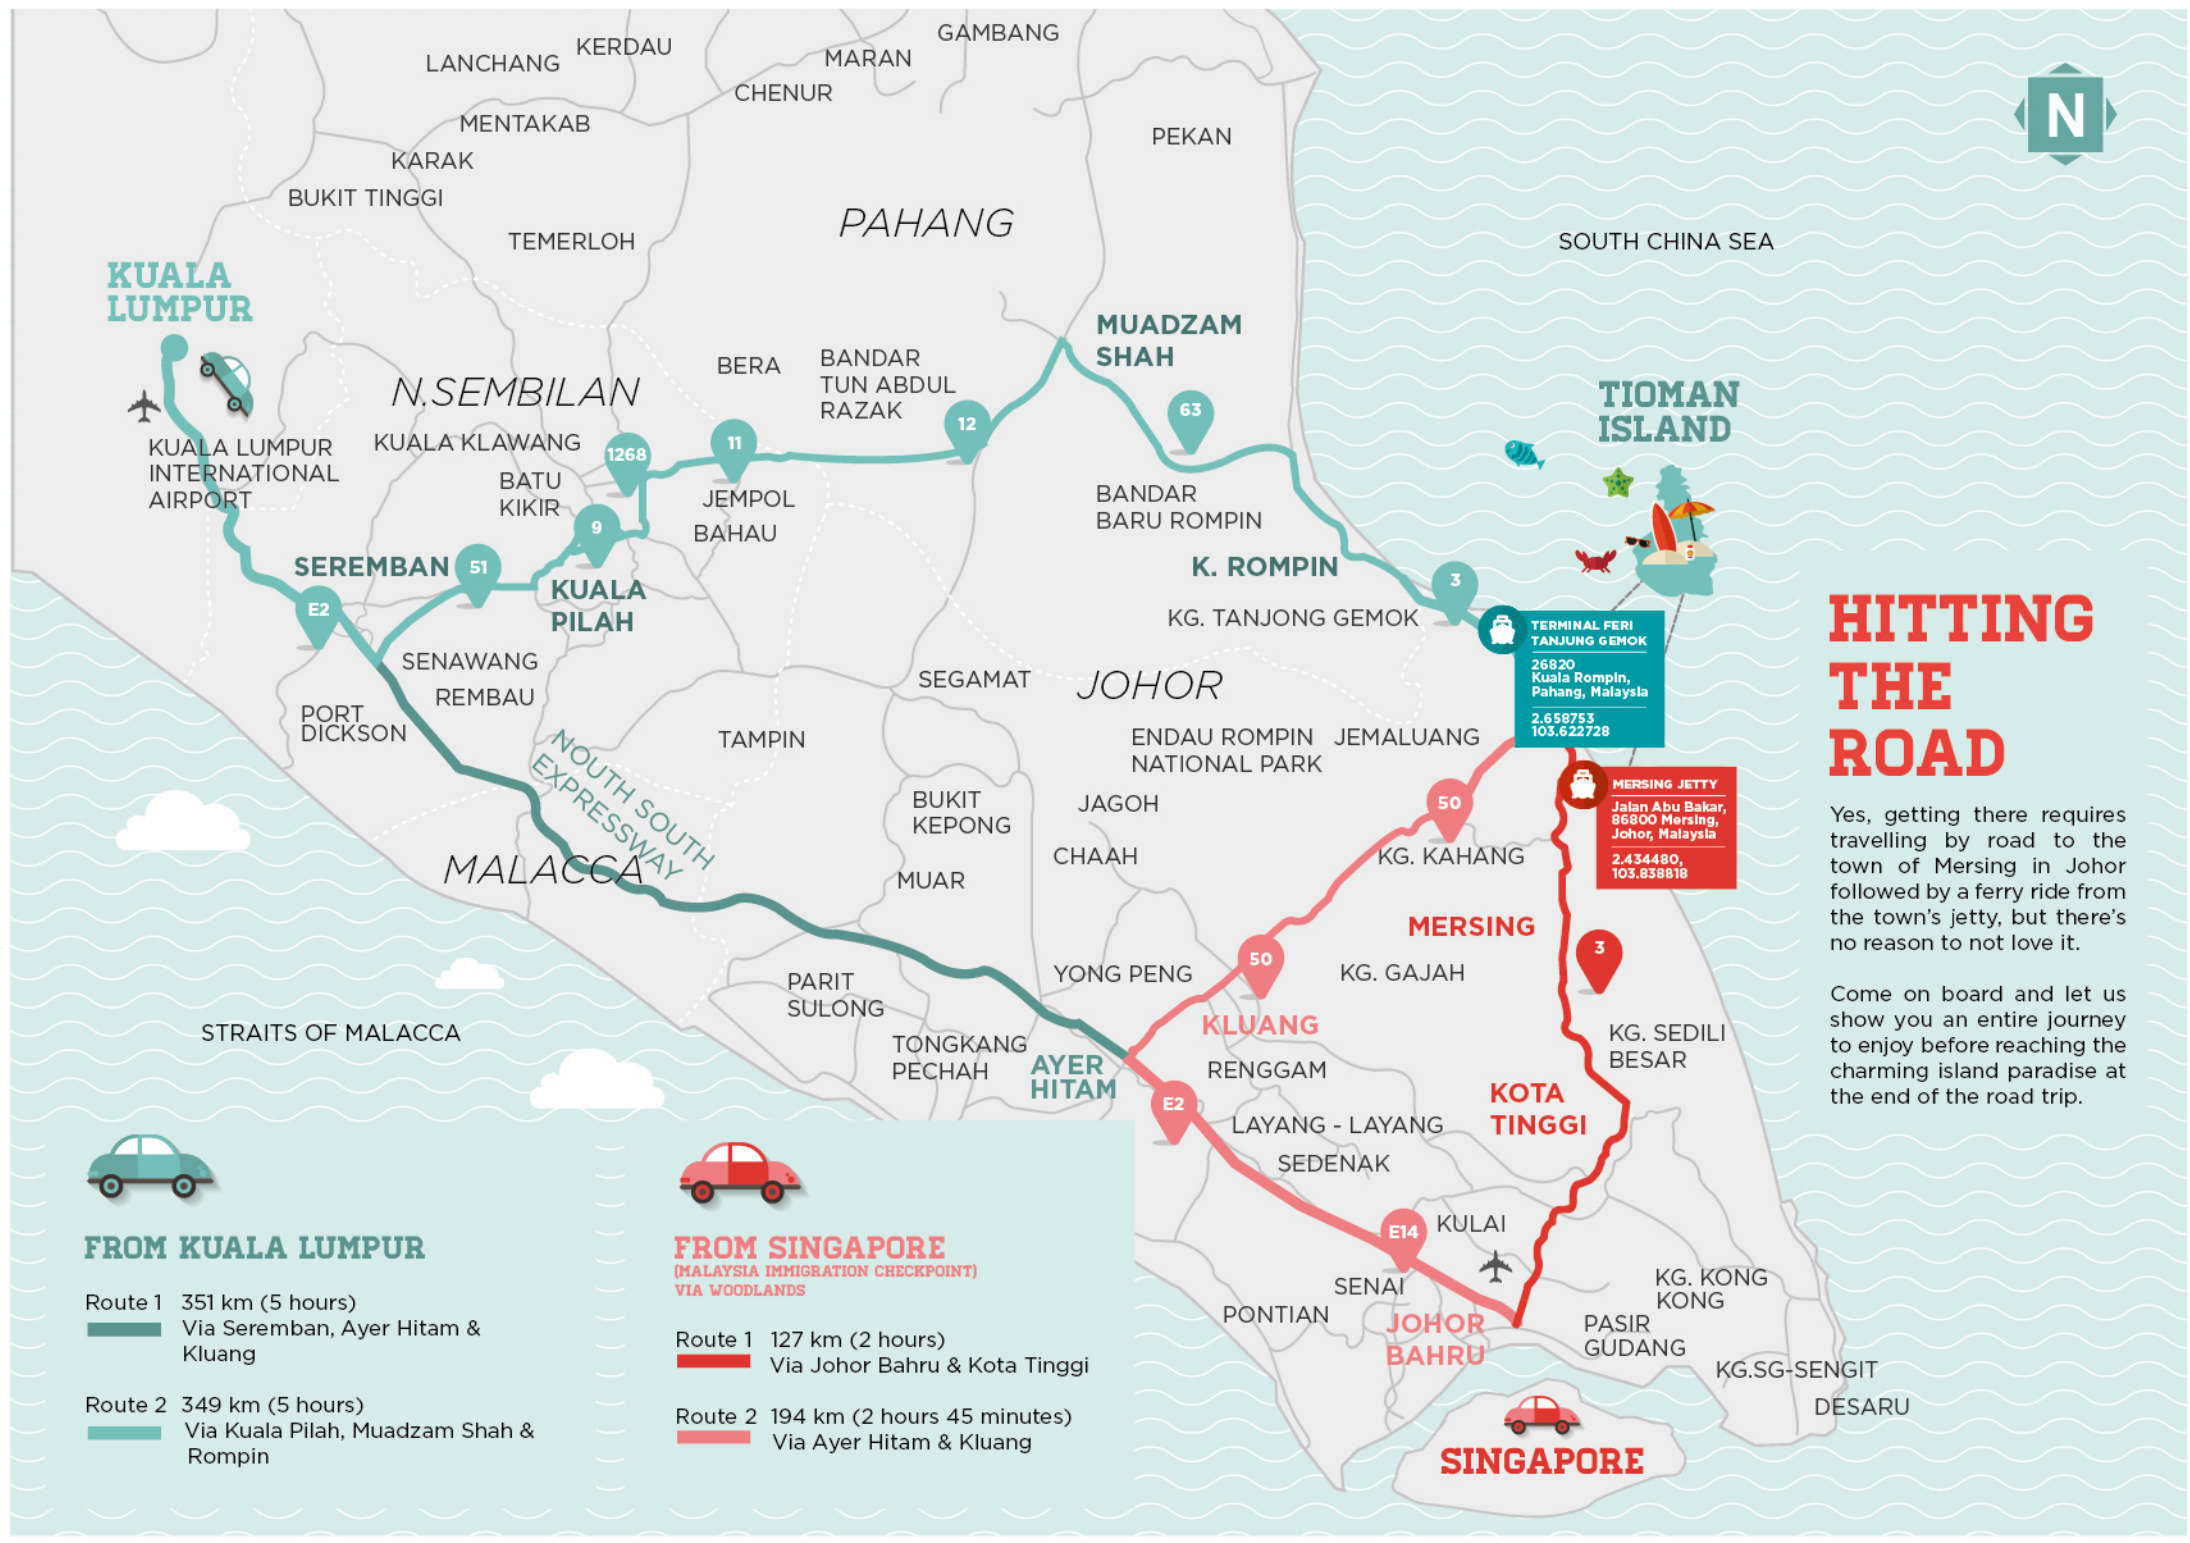 GAMBANG
KERDAU
MARAN
LANCHANG
CHENUR
MENTAKAB
PEKAN
KARAK
BUKIT TINGGI
N
TEMERLOH
PAHANG
SOUTH CHINA SEA
KUALA
LUMPUR
MUADZAM
SHAH
BERA
BANDAR
TUN ABDUL
RAZAK
N.SEMBILAN
TIOMAN
ISLAND
63
12
11
1268
KUALA KLAWANG
KUALA LUMPUR
INTERNATIONAL
AIRPORT
BATU
KIKIR
JEMPOL
BAHAU
BANDAR
BARU ROMPIN
9
SEREMBAN
51
KUALA
PILAH
K. ROMPIN
3
E2
KG. TANJONG GEMOK
TERMINAL FERI
TANJUNG GEMOK
26820
Kuala Rompin,
Pahang, Malaysia
2.658753
103.622728
SENAWANG
REMBAU
SEGAMAT
JOHOR
PORT
DICKSON
TAMPIN
NOUTH SOUTH
EXPRESSWAY
ENDAU ROMPIN
NATIONAL PARK
JEMALUANG
MERSING JETTY
Jalan Abu Bakar,
86800 Mersing,
Johor, Malaysia
2.434480,
103.838818
BUKIT
KEPONG
JAGOH
50
CHAAH
KG. KAHANG
MALACCA
MUAR
MERSING
3
50
YONG PENG
KG. GAJAH
PARIT
SULONG
KLUANG
STRAITS OF MALACCA
TONGKANG
PECHAH
AYER
HITAM
RENGGAM
KG. SEDILI
BESAR
E2
KOTA
TINGGI
LAYANG - LAYANG
SEDENAK
E14
KULAI
SENAI
PONTIAN
JOHOR
BAHRU
KG. KONG
KONG
PASIR
GUDANG
KG.SG-SENGIT
DESARU
SINGAPORE
HITTING
THE
ROAD
Yes, getting there requires
travelling by road to the
town of Mersing in Johor
followed by a ferry ride from
the town's jetty, but there's
no reason to not love it.
Come on board and let us
show you an entire journey
to enjoy before reaching the
charming island paradise at
the end of the road trip.
FROM KUALA LUMPUR
Route 1 351 km (5 hours)
Via Seremban, Ayer Hitam &
Kluang
Route 2 349 km (5 hours)
Via Kuala Pilah, Muadzam Shah &
Rompin
FROM SINGAPORE
(MALAYSIA IMMIGRATION CHECKPOINT)
VIA WOODLANDS
Route 1 127 km (2 hours)
Via Johor Bahru & Kota Tinggi
Route 2 194 km (2 hours 45 minutes)
Via Ayer Hitam & Kluang